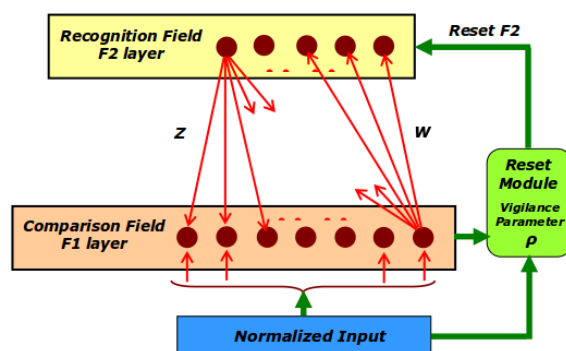 Recognition Field
F2 layer
Reset F2
Z
W
Reset
Module
Vigilance
Parameter
ρ
Comparison Field
F1 layer
Normalized Input